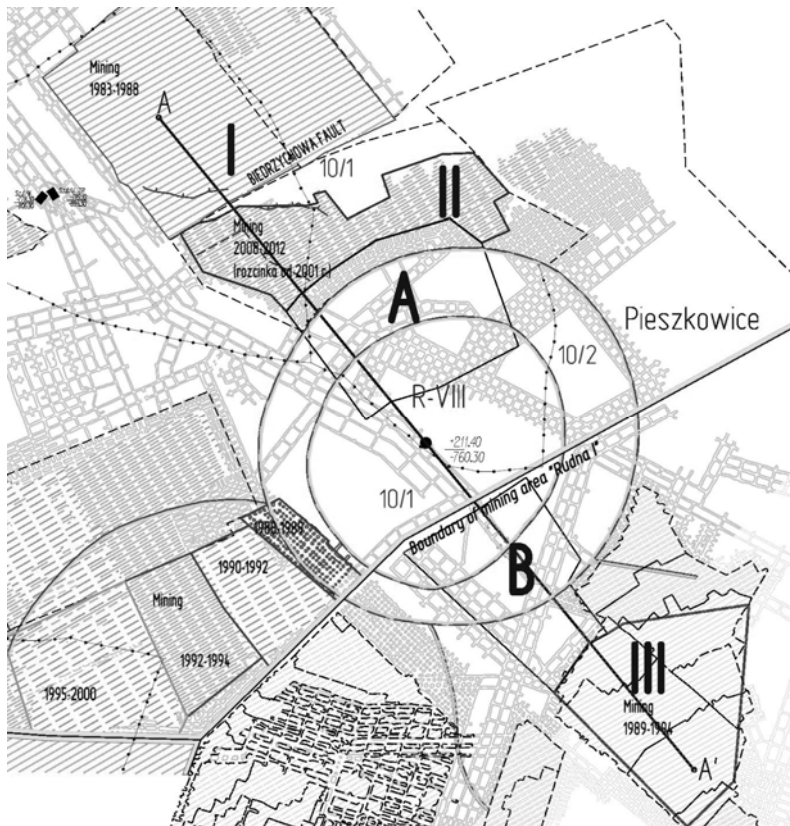 Mining
1983-1988
A
I
BIEDRZYCHOWA FAULT
10/1
II
Mining
2008-2012
(rozcinka od 2001 r.)
A
Pieszkowice
10/2
R-VIII
+211.40
-760.30
10/1
Boundary of mining area "Rudna I"
1988-1989
1990-1992
B
Mining
1992-1994
III
Mining
1989-1994
1995-2000
A'